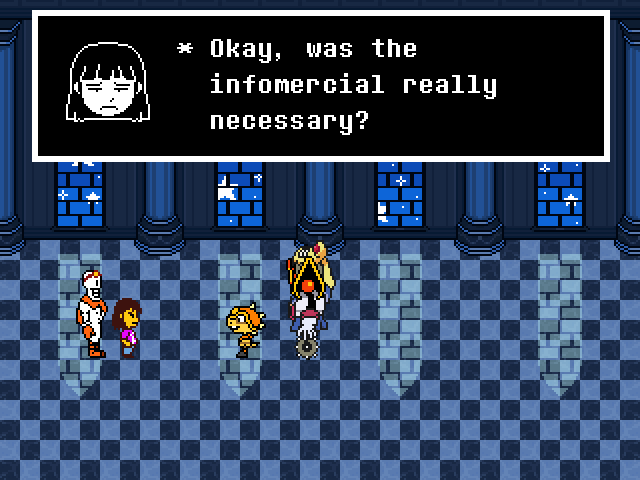 * Okay, was the
infomercial really
necessary?